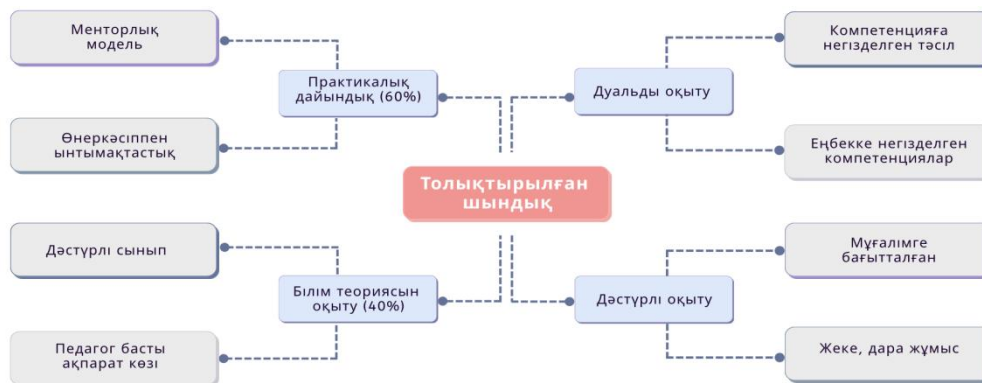 Менторлық
модель
Практикалық
дайындық (60%)
Өнеркәсіппен
ынтымақтастық
Дәстүрлі сынып
Білім теориясын
оқыту (40%)
Педагог басты
ақпарат көзі
Толықтырылған
шындық
Дуальды оқыту
Компетенцияға
негізделген тәсіл
Еңбекке негізделген
компетенциялар
Дәстүрлі оқыту
Мұғалімге
бағытталған
Жеке, дара жұмыс